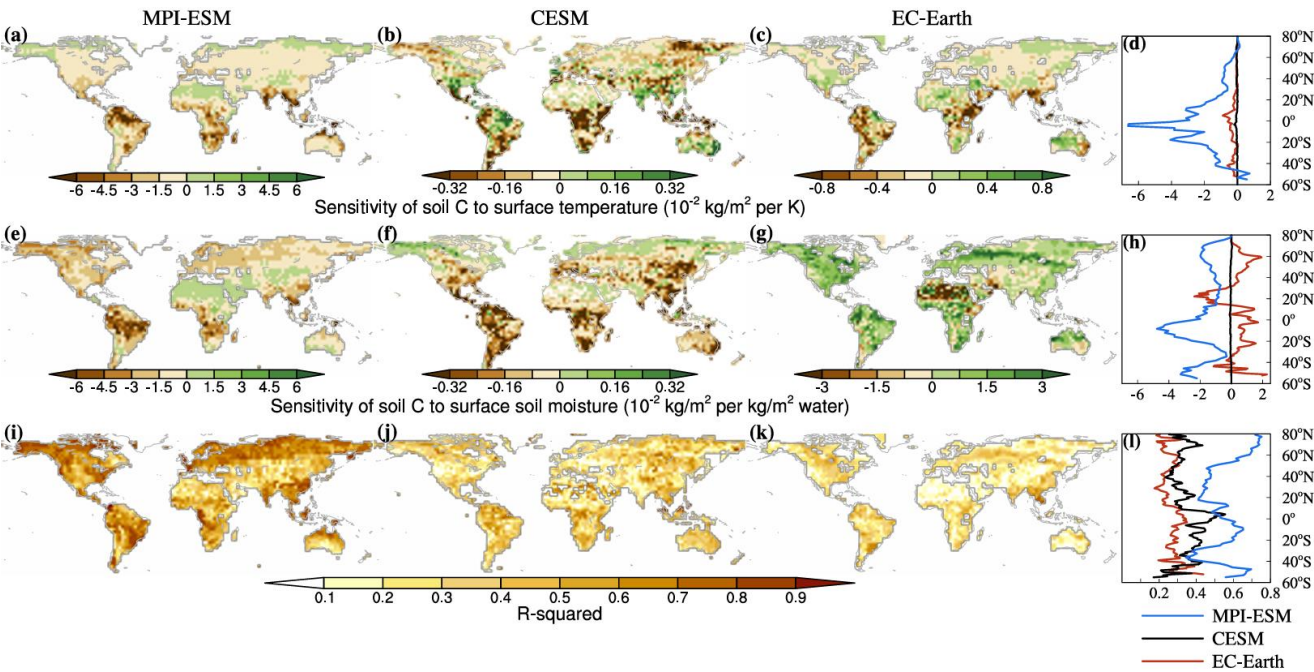 MPI-ESM CESM EC-Earth
(a) (b) (c) (d) 80°N
60°N
40°N
20°N
0°
20°S
40°S
60°S
-6 -4.5 -3 -1.5 0 1.5 3 4.5 6 -0.32 -0.16 0 0.16 0.32 -0.8 -0.4 0 0.4 0.8 -6 -4 -2 0 2
Sensitivity of soil C to surface temperature (10⁻² kg/m² per K)
(e) (f) (g) (h) 80°N
60°N
40°N
20°N
0°
20°S
40°S
60°S
-6 -4.5 -3 -1.5 0 1.5 3 4.5 6 -0.32 -0.16 0 0.16 0.32 -3 -1.5 0 1.5 3 -6 -4 -2 0 2
Sensitivity of soil C to surface soil moisture (10⁻² kg/m² per kg/m² water)
(i) (j) (k) (l) 80°N
60°N
40°N
20°N
0°
20°S
40°S
60°S
0.1 0.2 0.3 0.4 0.5 0.6 0.7 0.8 0.9 0.2 0.4 0.6 0.8
R-squared
MPI-ESM
CESM
EC-Earth